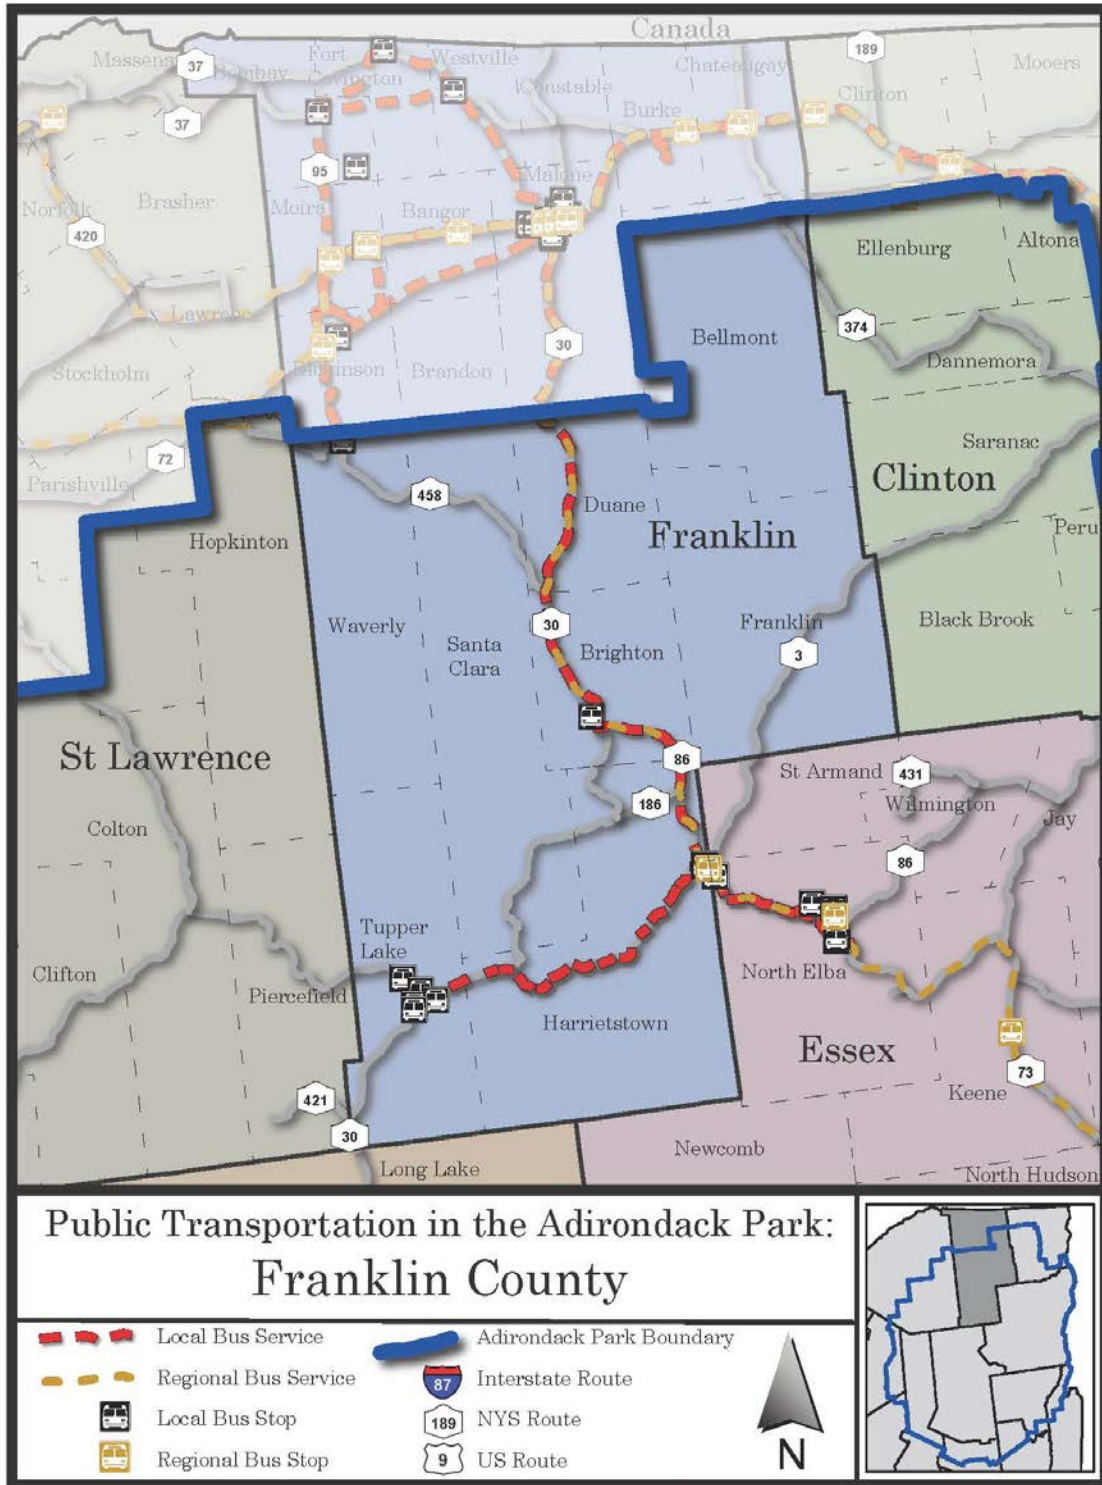 Canada
189
Massena
37
Bombay
Fort
Covington
Westville
Constable
Chateaugay
Mooers
Clinton
37
Burke
95
Malone
Norfolk
Brasher
Moira
Bangor
420
Ellenburg
Altona
Lawrence
30
Bellmont
374
Stockholm
Dickinson
Brandon
Dannemora
72
Parishville
458
Saranac
Clinton
Duane
Hopkinton
Franklin
Peru
Waverly
30
Santa
Clara
Brighton
Franklin
3
Black Brook
St Lawrence
86
186
St Armand
431
Wilmington
Jay
Colton
86
Tupper
Lake
Clifton
Piercefield
North Elba
Harrietstown
Essex
73
Keene
421
30
Long Lake
Newcomb
North Hudson
Public Transportation in the Adirondack Park:
Franklin County
Local Bus Service
Regional Bus Service
Local Bus Stop
Regional Bus Stop
Adirondack Park Boundary
87 Interstate Route
189 NYS Route
9 US Route
N